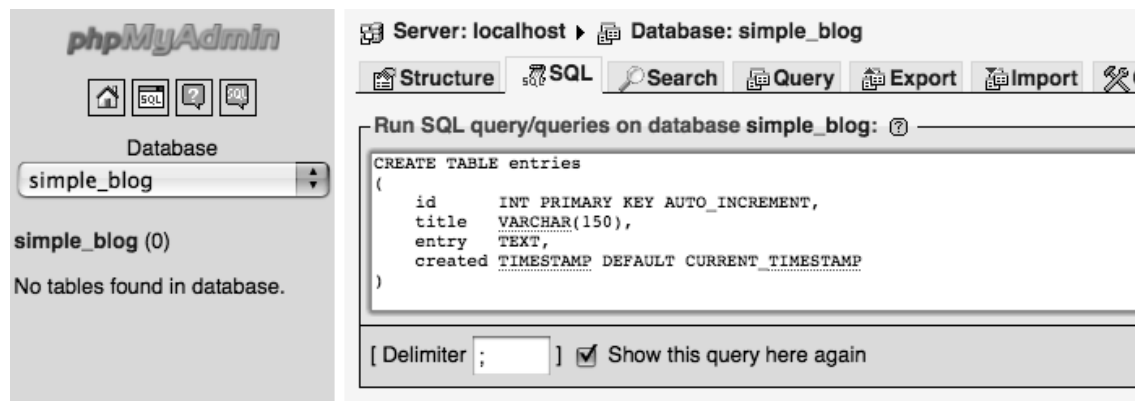 phpMyAdmin
SQL ? SQL
Database
simple_blog
simple_blog (0)
No tables found in database.
Server: localhost ▸ Database: simple_blog
Structure SQL Search Query Export Import
Run SQL query/queries on database simple_blog: ?
CREATE TABLE entries
(
id INT PRIMARY KEY AUTO_INCREMENT,
title VARCHAR(150),
entry TEXT,
created TIMESTAMP DEFAULT CURRENT_TIMESTAMP
)
[ Delimiter ; ] Show this query here again